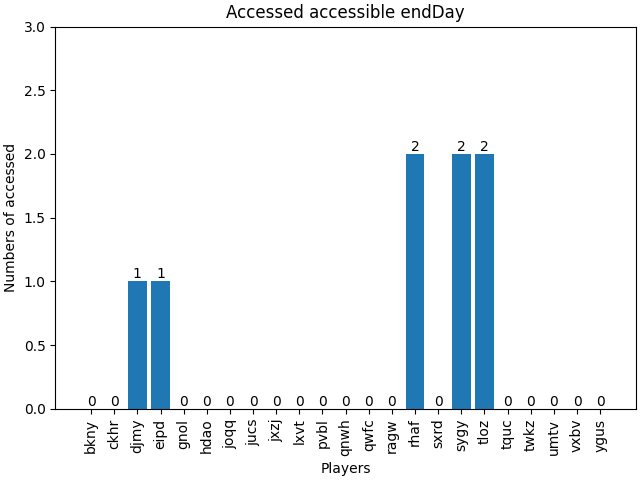 Accessed accessible endDay
3.0
2.5
2.0
1.5
1.0
0.5
0.0
Numbers of accessed
0 0 1 1 0 0 0 0 0 0 0 0 0 0 2 0 2 2 0 0 0 0 0
bkny ckhr djmy eipd gnol hdao joqq jucs jxzj lxvt pvbl qnwh qwfc ragw rhaf sxrd sygy tloz tquc twkz umtv vxbv ygus
Players